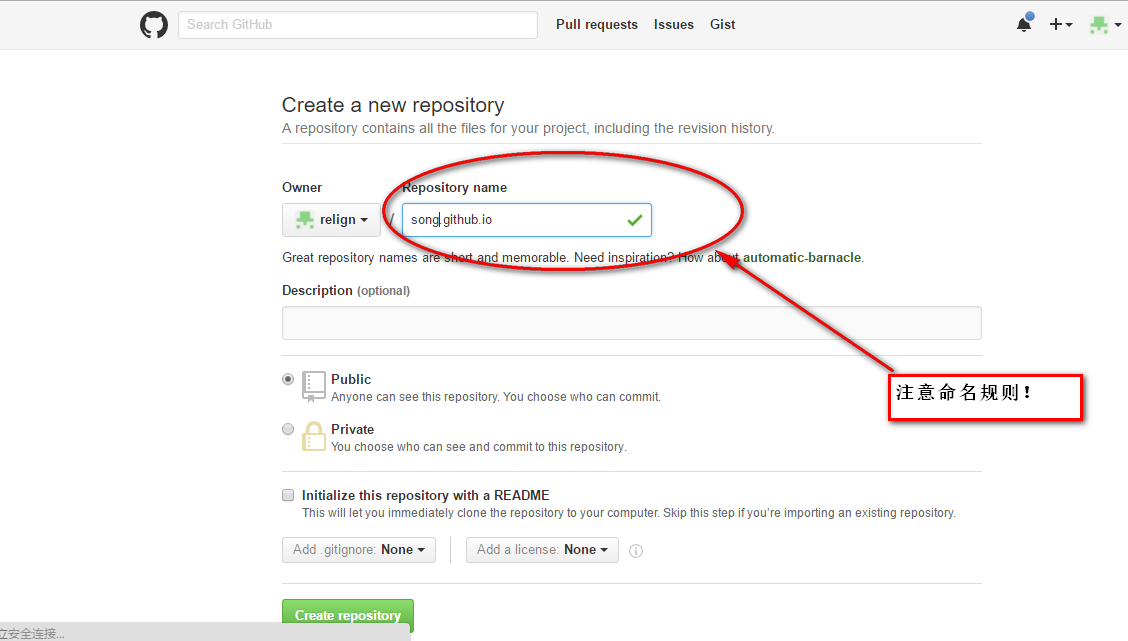 Search GitHub Pull requests Issues Gist
Create a new repository
A repository contains all the files for your project, including the revision history.
Owner Repository name
relign / song.github.io
Great repository names are short and memorable. Need inspiration? How about automatic-barnacle.
Description (optional)
注意命名规则！
Public
Anyone can see this repository. You choose who can commit.
Private
You choose who can see and commit to this repository.
Initialize this repository with a README
This will let you immediately clone the repository to your computer. Skip this step if you’re importing an existing repository.
Add .gitignore: None Add a license: None
Create repository
立安全连接...